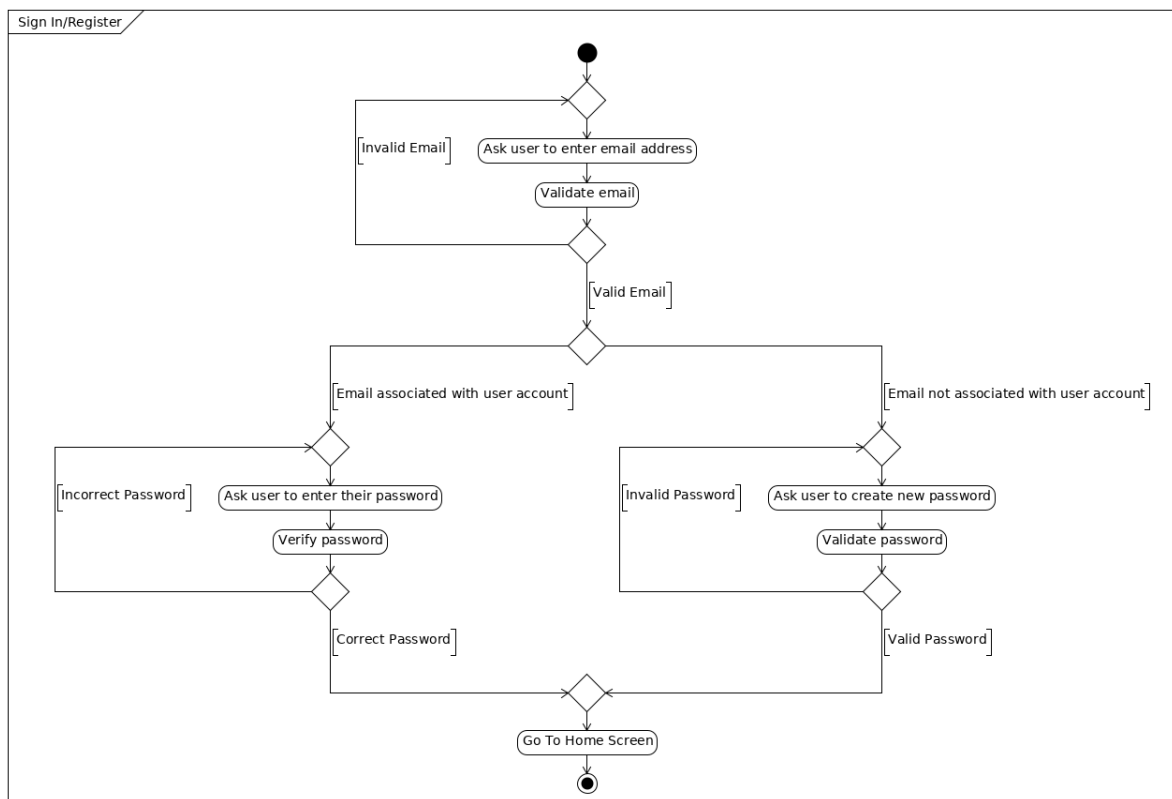 Sign In/Register
[Invalid Email]
Ask user to enter email address
Validate email
[Valid Email]
[Email associated with user account]
[Email not associated with user account]
[Incorrect Password]
Ask user to enter their password
[Invalid Password]
Ask user to create new password
Verify password
Validate password
[Correct Password]
[Valid Password]
Go To Home Screen